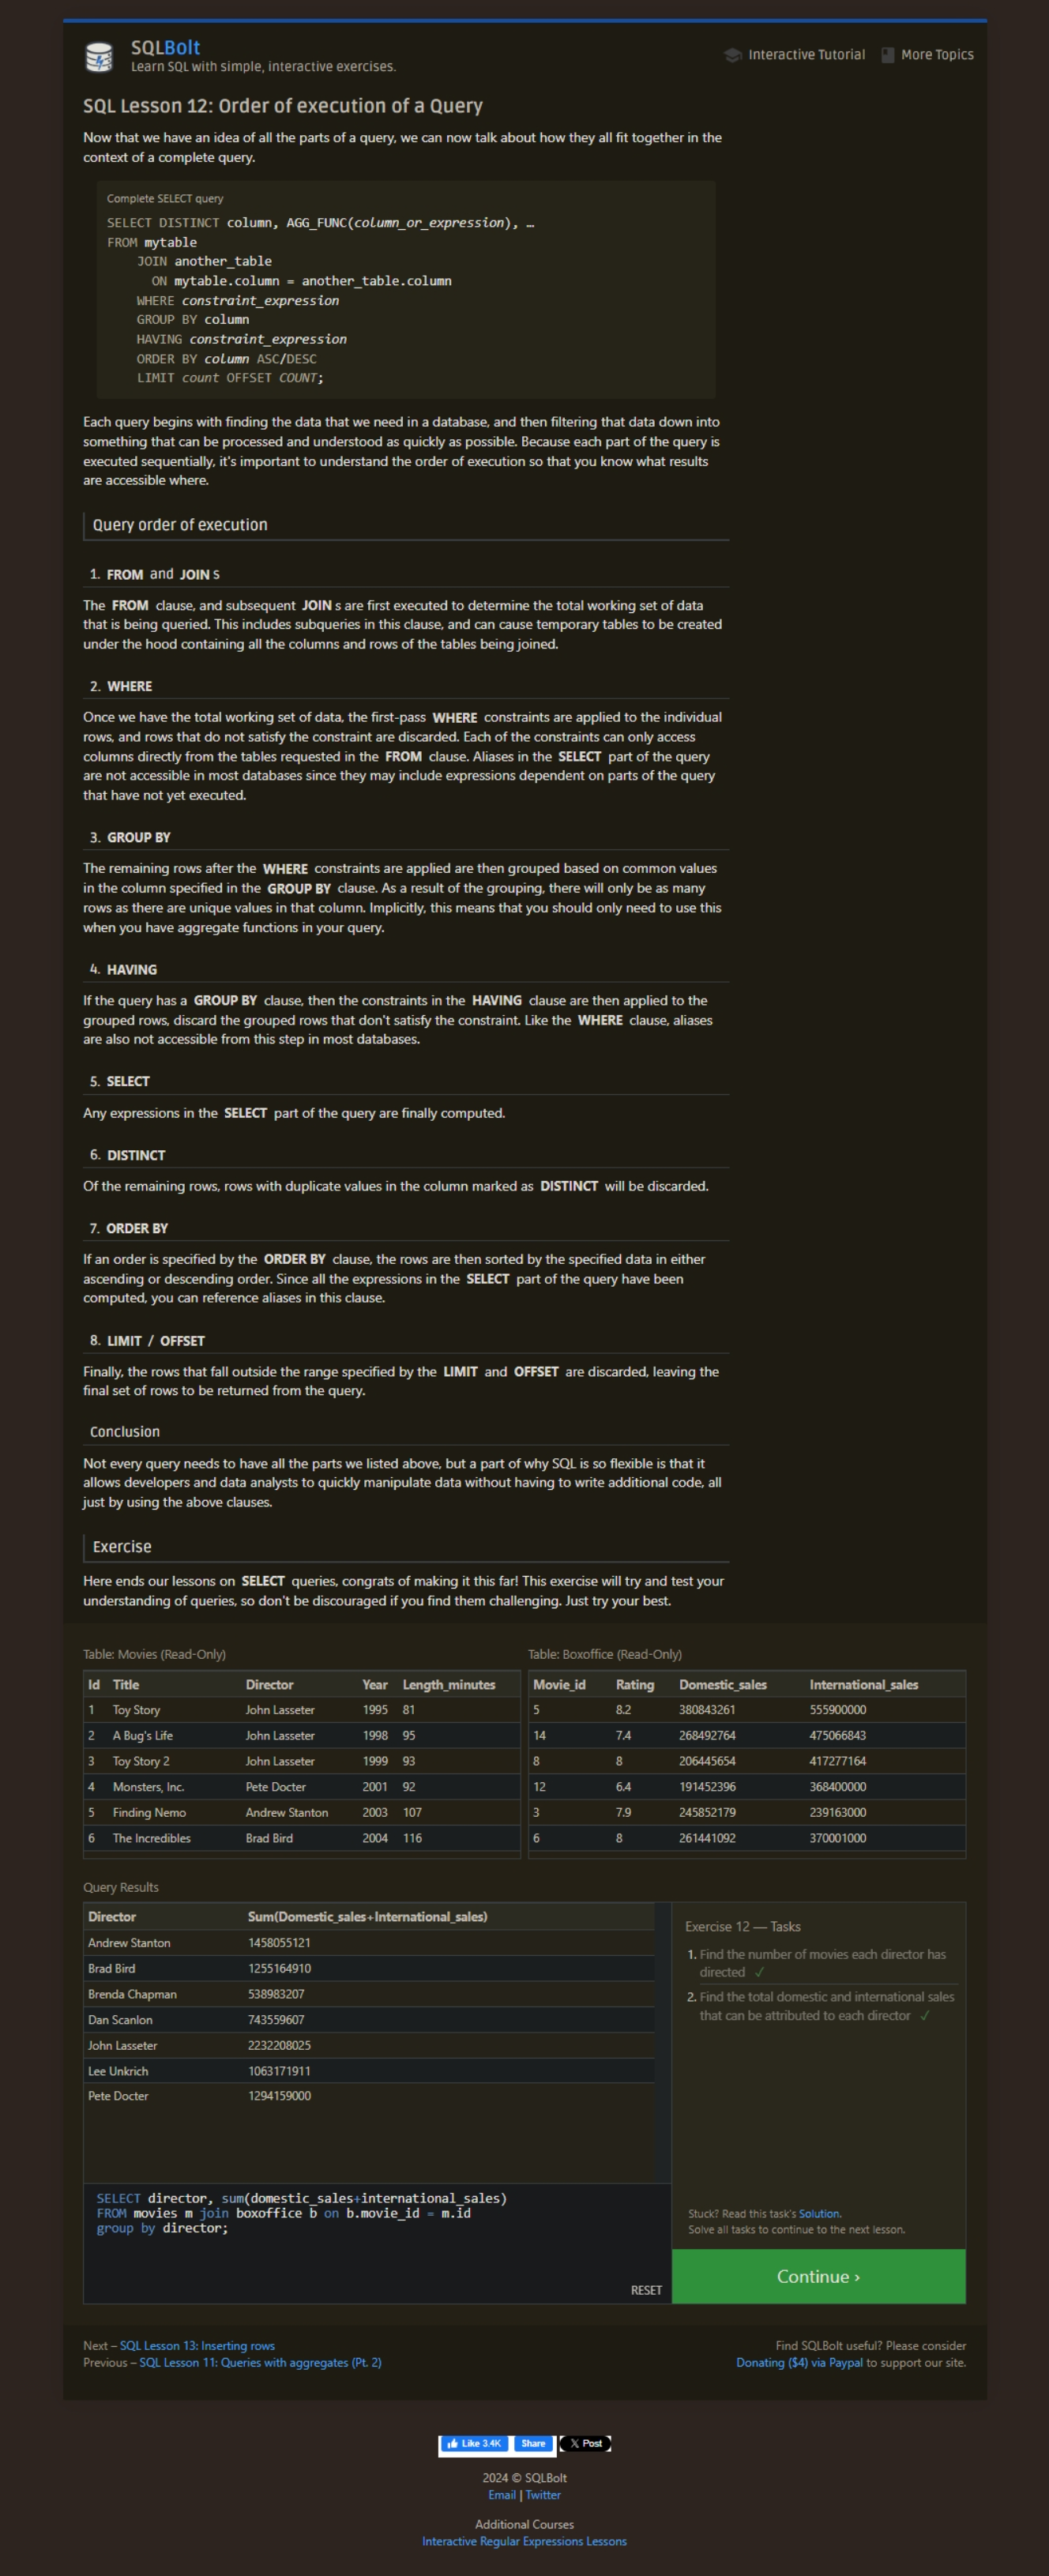 SQLBolt
Learn SQL with simple, interactive exercises.
Interactive Tutorial
More Topics
SQL Lesson 12: Order of execution of a Query
Now that we have an idea of all the parts of a query, we can now talk about how they all fit together in the
context of a complete query.
Complete SELECT query
SELECT DISTINCT column, AGG_FUNC(column_or_expression), …
FROM mytable
JOIN another_table
ON mytable.column = another_table.column
WHERE constraint_expression
GROUP BY column
HAVING constraint_expression
ORDER BY column ASC/DESC
LIMIT count OFFSET COUNT;
Each query begins with finding the data that we need in a database, and then filtering that data down into
something that can be processed and understood as quickly as possible. Because each part of the query is
executed sequentially, it's important to understand the order of execution so that you know what results
are accessible where.
Query order of execution
1. FROM and JOIN s
The FROM clause, and subsequent JOIN s are first executed to determine the total working set of data
that is being queried. This includes subqueries in this clause, and can cause temporary tables to be created
under the hood containing all the columns and rows of the tables being joined.
2. WHERE
Once we have the total working set of data, the first-pass WHERE constraints are applied to the individual
rows, and rows that do not satisfy the constraint are discarded. Each of the constraints can only access
columns directly from the tables requested in the FROM clause. Aliases in the SELECT part of the query
are not accessible in most databases since they may include expressions dependent on parts of the query
that have not yet executed.
3. GROUP BY
The remaining rows after the WHERE constraints are applied are then grouped based on common values
in the column specified in the GROUP BY clause. As a result of the grouping, there will only be as many
rows as there are unique values in that column. Implicitly, this means that you should only need to use this
when you have aggregate functions in your query.
4. HAVING
If the query has a GROUP BY clause, then the constraints in the HAVING clause are then applied to the
grouped rows, discard the grouped rows that don't satisfy the constraint. Like the WHERE clause, aliases
are also not accessible from this step in most databases.
5. SELECT
Any expressions in the SELECT part of the query are finally computed.
6. DISTINCT
Of the remaining rows, rows with duplicate values in the column marked as DISTINCT will be discarded.
7. ORDER BY
If an order is specified by the ORDER BY clause, the rows are then sorted by the specified data in either
ascending or descending order. Since all the expressions in the SELECT part of the query have been
computed, you can reference aliases in this clause.
8. LIMIT / OFFSET
Finally, the rows that fall outside the range specified by the LIMIT and OFFSET are discarded, leaving the
final set of rows to be returned from the query.
Conclusion
Not every query needs to have all the parts we listed above, but a part of why SQL is so flexible is that it
allows developers and data analysts to quickly manipulate data without having to write additional code, all
just by using the above clauses.
Exercise
Here ends our lessons on SELECT queries, congrats of making it this far! This exercise will try and test your
understanding of queries, so don't be discouraged if you find them challenging. Just try your best.
Table: Movies (Read-Only)
Id Title Director Year Length_minutes
1 Toy Story John Lasseter 1995 81
2 A Bug's Life John Lasseter 1998 95
3 Toy Story 2 John Lasseter 1999 93
4 Monsters, Inc. Pete Docter 2001 92
5 Finding Nemo Andrew Stanton 2003 107
6 The Incredibles Brad Bird 2004 116
Table: Boxoffice (Read-Only)
Movie_id Rating Domestic_sales International_sales
5 8.2 380843261 555900000
14 7.4 268492764 475066843
8 8 206445654 417277164
12 6.4 191452396 368400000
3 7.9 245852179 239163000
6 8 261441092 370001000
Query Results
Director Sum(Domestic_sales+International_sales)
Andrew Stanton 1458055121
Brad Bird 1255164910
Brenda Chapman 538983207
Dan Scanlon 743559607
John Lasseter 2232208025
Lee Unkrich 1063171911
Pete Docter 1294159000
SELECT director, sum(domestic_sales+international_sales)
FROM movies m join boxoffice b on b.movie_id = m.id
group by director;
RESET
Exercise 12 — Tasks
1. Find the number of movies each director has
directed ✓
2. Find the total domestic and international sales
that can be attributed to each director ✓
Stuck? Read this task's Solution.
Solve all tasks to continue to the next lesson.
Continue ›
Next – SQL Lesson 13: Inserting rows
Previous – SQL Lesson 11: Queries with aggregates (Pt. 2)
Find SQLBolt useful? Please consider
Donating ($4) via Paypal to support our site.
Like 3.4K
Share
X Post
2024 © SQLBolt
Email | Twitter
Additional Courses
Interactive Regular Expressions Lessons